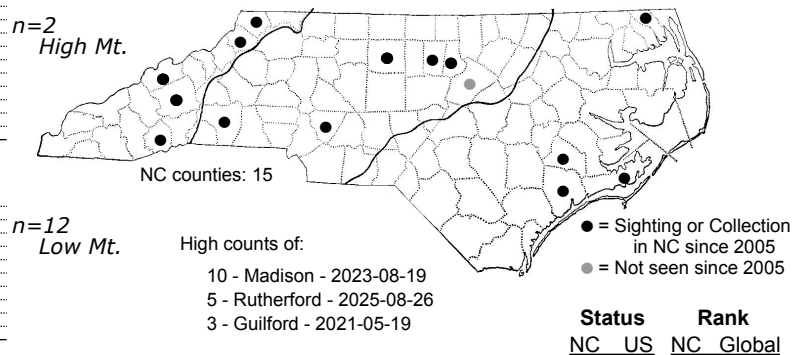 n=2
High Mt.
NC counties: 15
n=12
Low Mt.
High counts of:
10 - Madison - 2023-08-19
5 - Rutherford - 2025-08-26
3 - Guilford - 2021-05-19
= Sighting or Collection
in NC since 2005
= Not seen since 2005
Status Rank
NC US NC Global